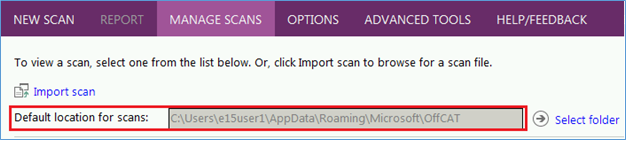 NEW SCAN REPORT MANAGE SCANS OPTIONS ADVANCED TOOLS HELP/FEEDBACK
To view a scan, select one from the list below. Or, click Import scan to browse for a scan file.
Import scan
Default location for scans: C:\Users\e15user1\AppData\Roaming\Microsoft\OffCAT Select folder